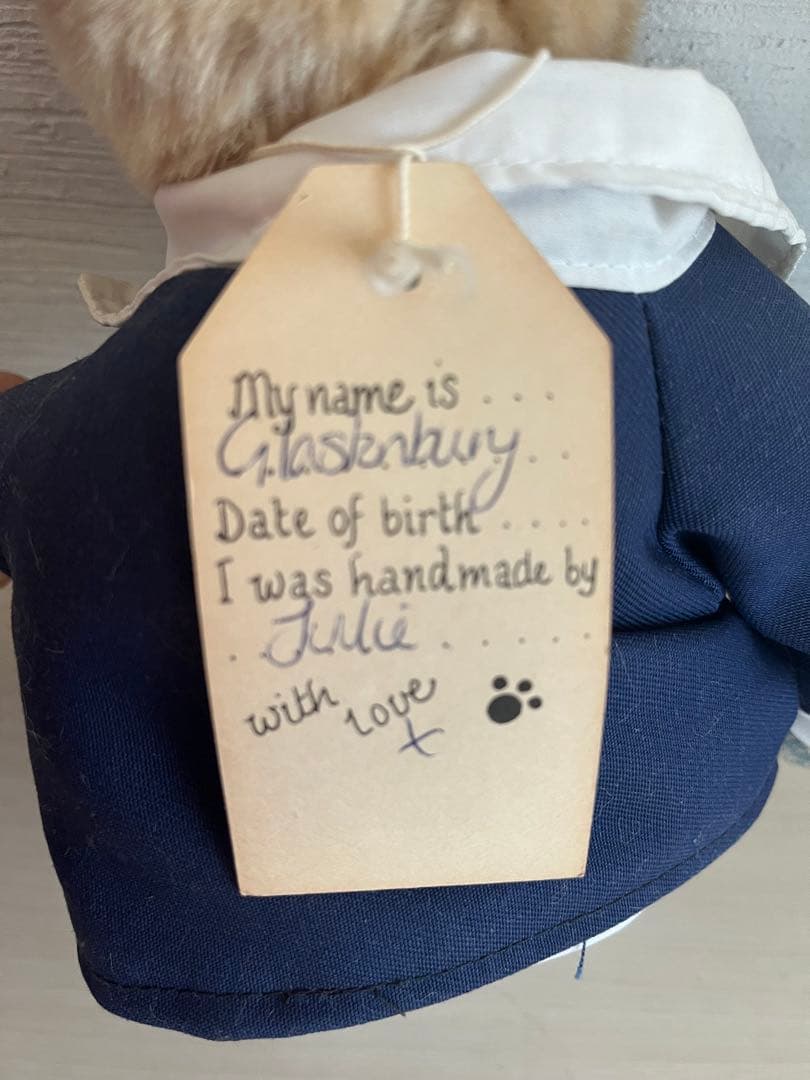 My name is . . .
Glastonbury . .
Date of birth . . . .
I was handmade by
. Julie . . . . .
with love
x